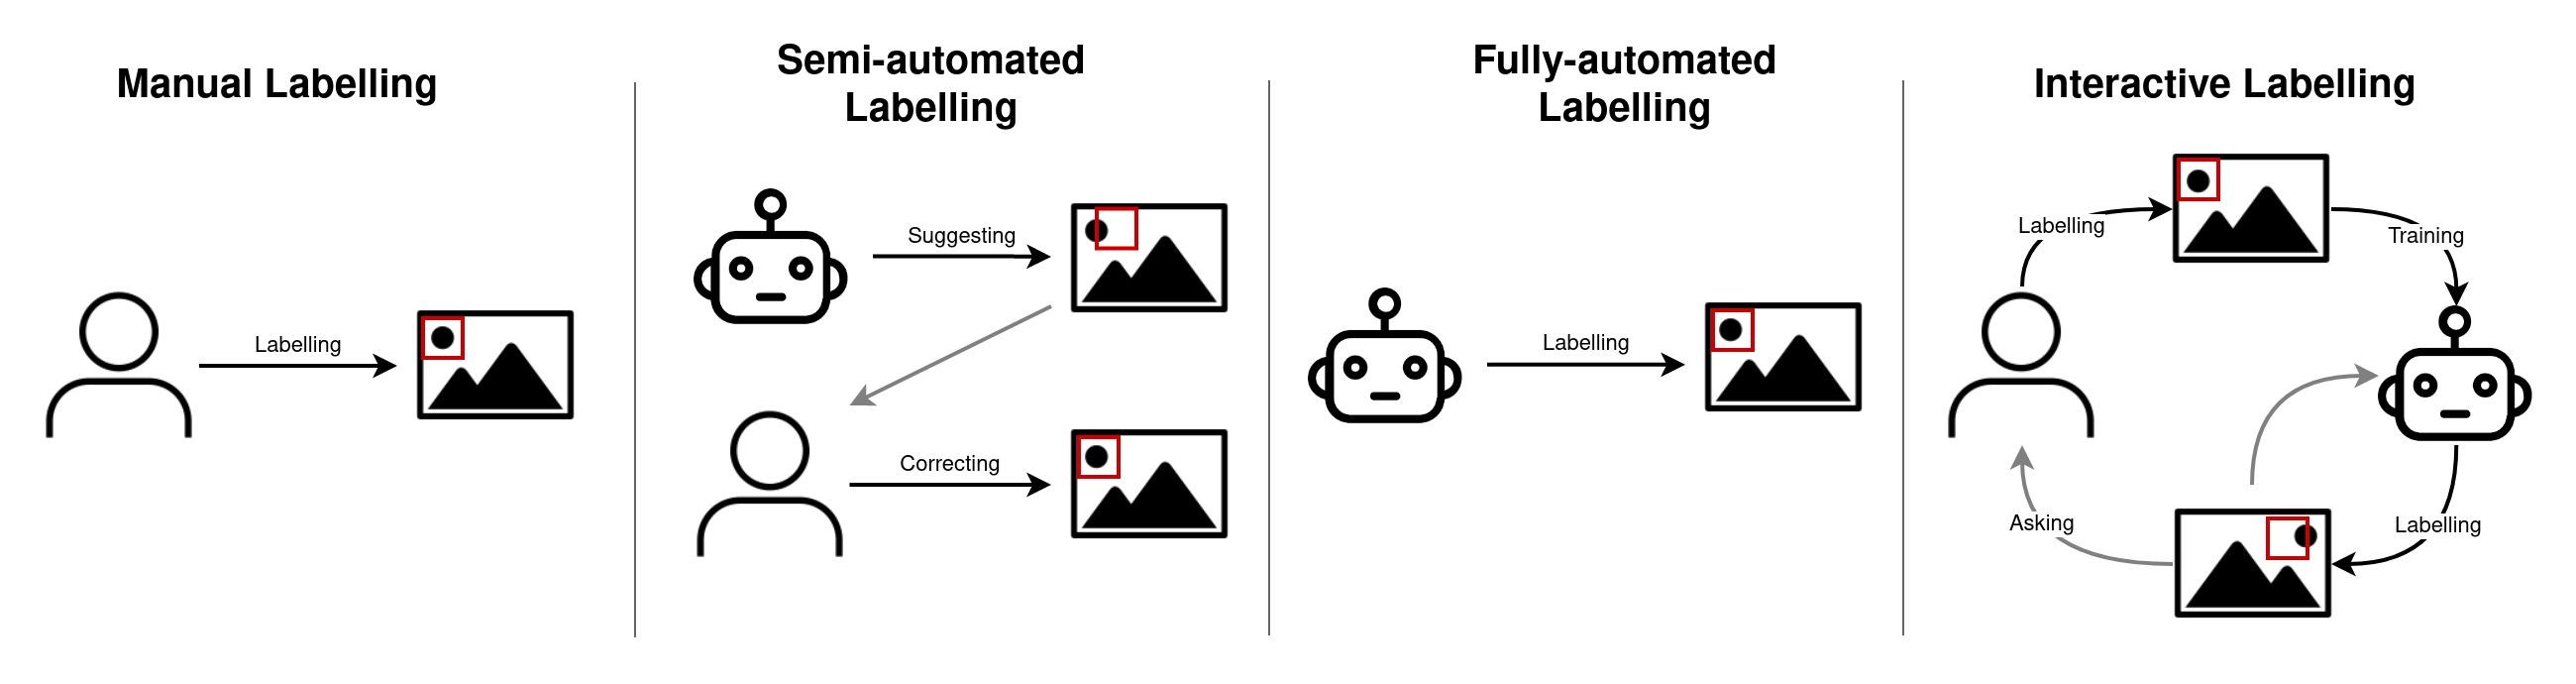 Manual Labelling
Labelling
Semi-automated
Labelling
Suggesting
Correcting
Fully-automated
Labelling
Labelling
Interactive Labelling
Labelling
Training
Asking
Labelling